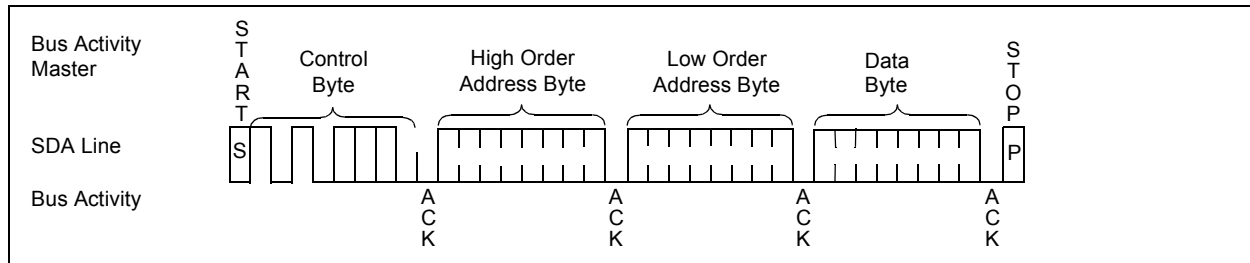 Bus Activity
Master
START
Control
Byte
High Order
Address Byte
Low Order
Address Byte
Data
Byte
STOP
SDA Line
S
P
Bus Activity
ACK
ACK
ACK
ACK